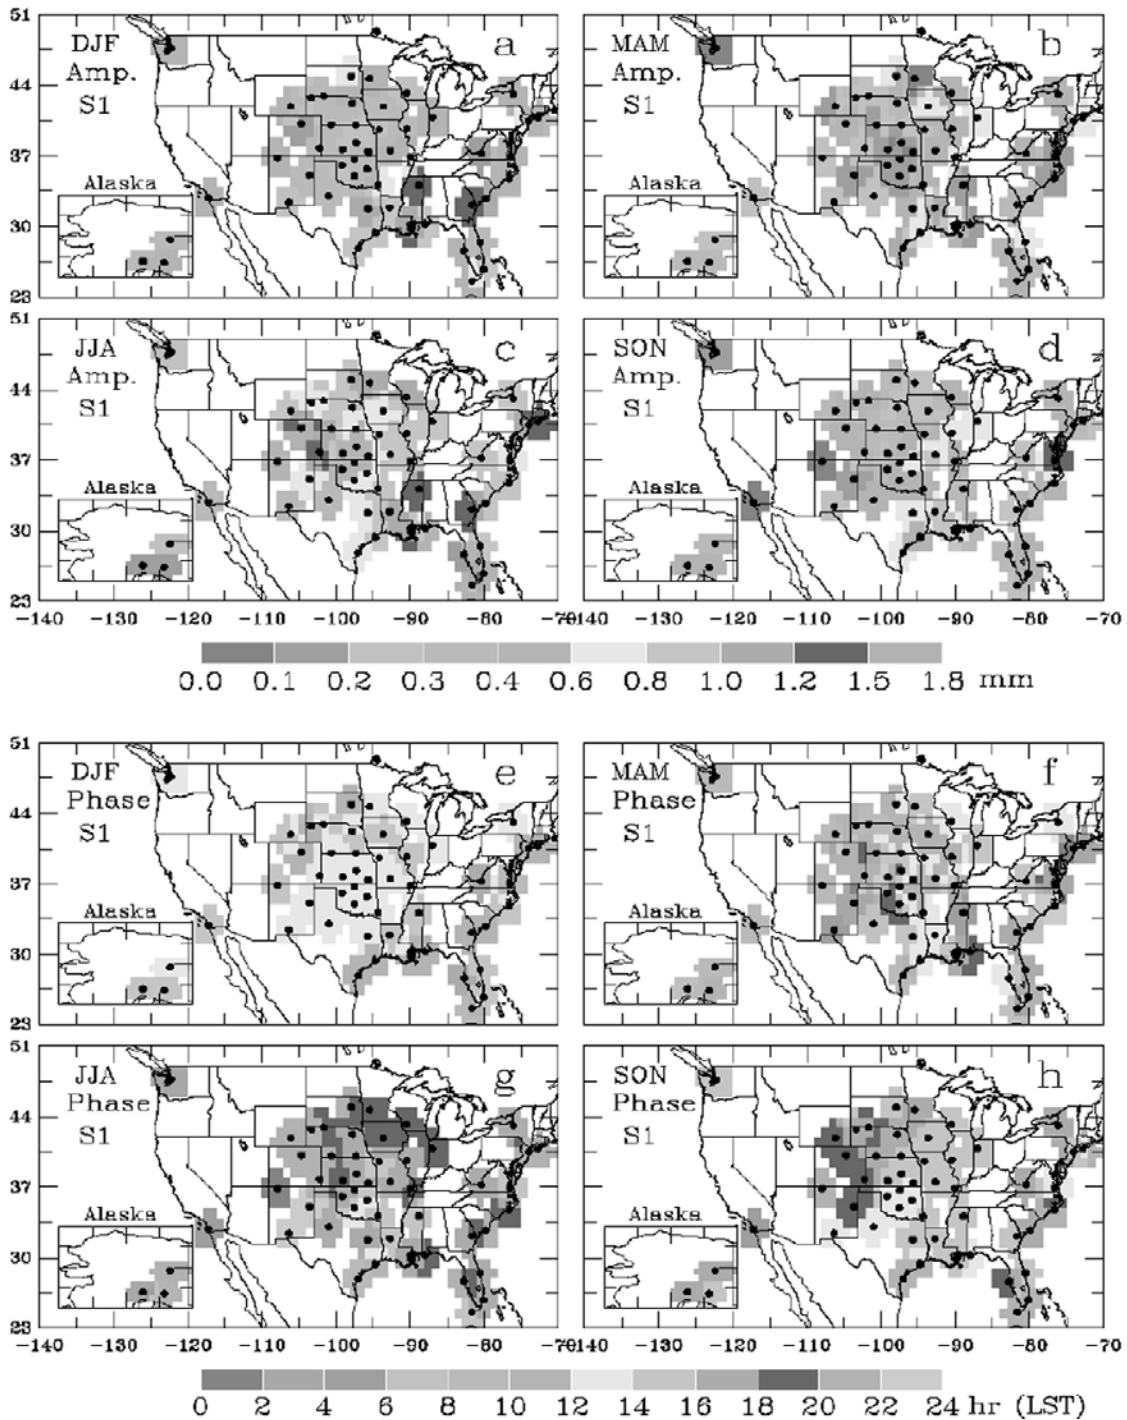 51
44
37
30
23
DJF
Amp.
S1
a
Alaska
MAM
Amp.
S1
b
Alaska
51
44
37
30
23
JJA
Amp.
S1
c
Alaska
SON
Amp.
S1
d
Alaska
-140 -130 -120 -110 -100 -90 -80 -140 -130 -120 -110 -100 -90 -80 -70
0.0 0.1 0.2 0.3 0.4 0.6 0.8 1.0 1.2 1.5 1.8 mm
51
44
37
30
23
DJF
Phase
S1
e
Alaska
MAM
Phase
S1
f
Alaska
51
44
37
30
23
JJA
Phase
S1
g
Alaska
SON
Phase
S1
h
Alaska
-140 -130 -120 -110 -100 -90 -80 -140 -130 -120 -110 -100 -90 -80 -70
0 2 4 6 8 10 12 14 16 18 20 22 24 hr (LST)